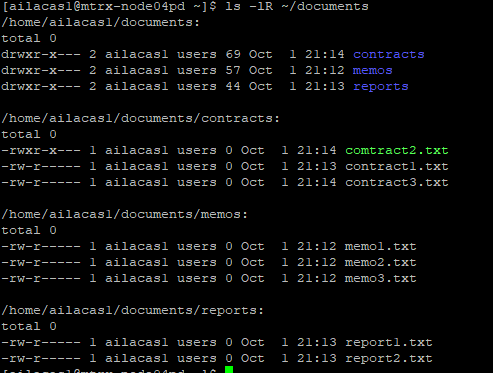 [ailacas1@mtrx-node04pd ~]$ ls -lR ~/documents
/home/ailacas1/documents:
total 0
drwxr-x--- 2 ailacas1 users 69 Oct  1 21:14 contracts
drwxr-x--- 2 ailacas1 users 57 Oct  1 21:12 memos
drwxr-x--- 2 ailacas1 users 44 Oct  1 21:13 reports

/home/ailacas1/documents/contracts:
total 0
-rwxr-x--- 1 ailacas1 users 0 Oct  1 21:14 comtract2.txt
-rw-r----- 1 ailacas1 users 0 Oct  1 21:13 contract1.txt
-rw-r----- 1 ailacas1 users 0 Oct  1 21:14 contract3.txt

/home/ailacas1/documents/memos:
total 0
-rw-r----- 1 ailacas1 users 0 Oct  1 21:12 memo1.txt
-rw-r----- 1 ailacas1 users 0 Oct  1 21:12 memo2.txt
-rw-r----- 1 ailacas1 users 0 Oct  1 21:12 memo3.txt

/home/ailacas1/documents/reports:
total 0
-rw-r----- 1 ailacas1 users 0 Oct  1 21:13 report1.txt
-rw-r----- 1 ailacas1 users 0 Oct  1 21:13 report2.txt
[ailacas1@mtrx-node04pd ~]$